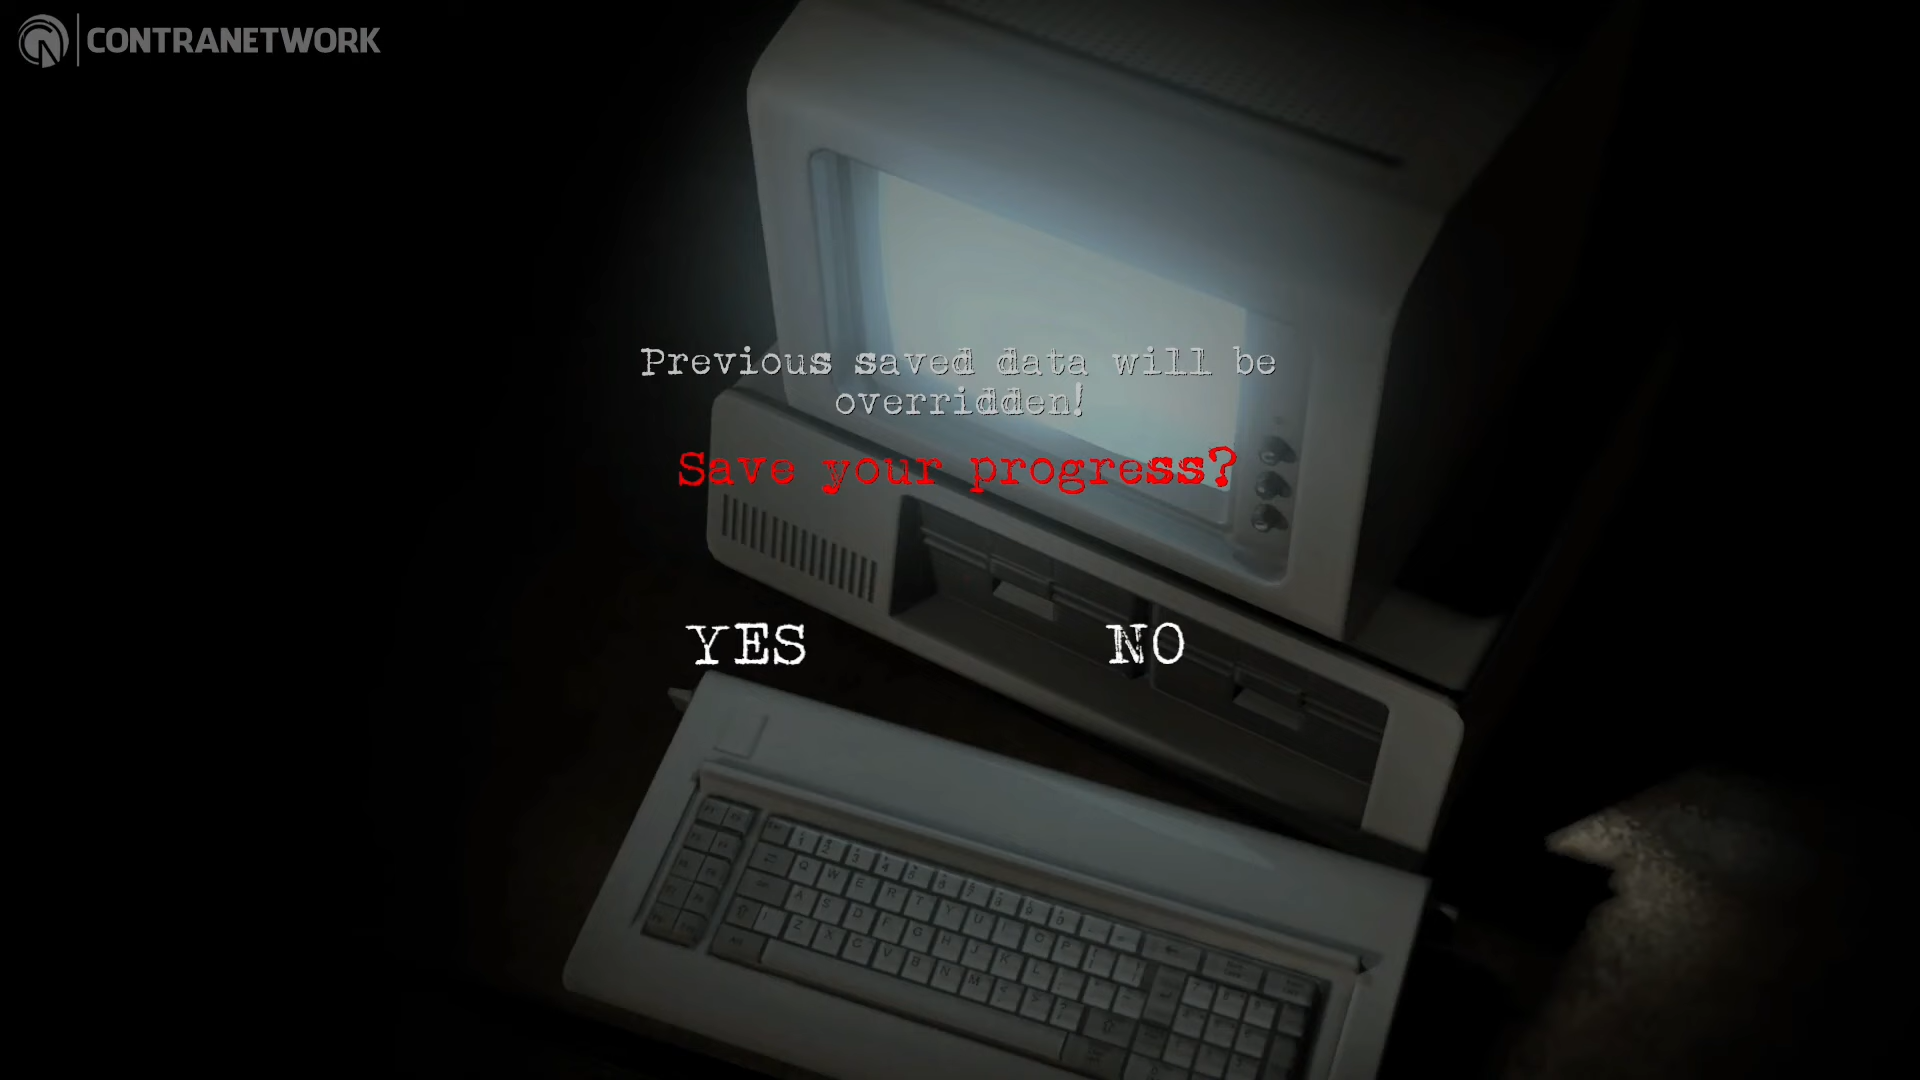 CONTRANETWORK
Previous saved data will be
overridden!
Save your progress?
YES NO